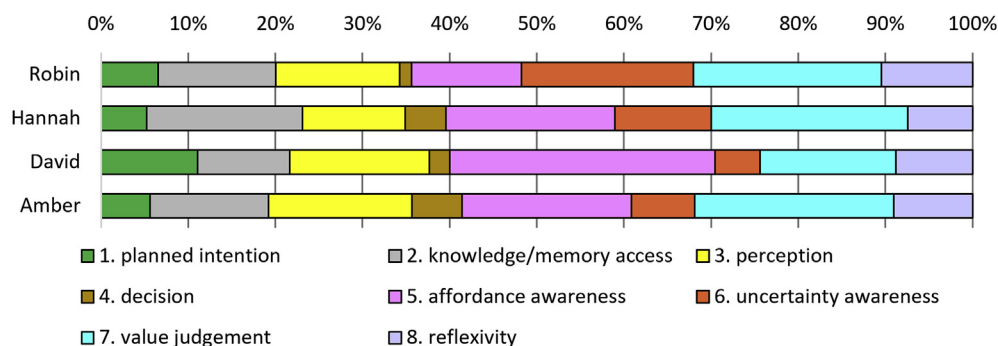 0% 10% 20% 30% 40% 50% 60% 70% 80% 90% 100%
Robin
Hannah
David
Amber
1. planned intention 2. knowledge/memory access 3. perception
4. decision 5. affordance awareness 6. uncertainty awareness
7. value judgement 8. reflexivity